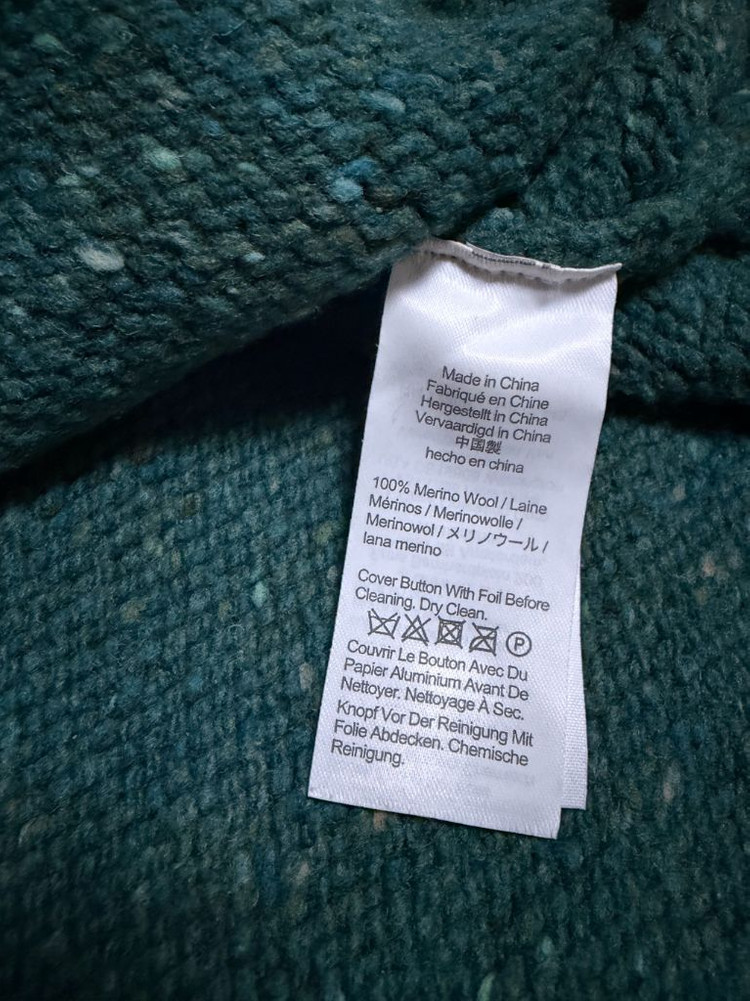 Made in China
Fabriqué en Chine
Hergestellt in China
Vervaardigd in China
中国製
hecho en china
100% Merino Wool / Laine
Mérinos / Merinowolle /
Merinowol / メリノウール /
lana merino
Cover Button With Foil Before
Cleaning. Dry Clean.
P
Couvrir Le Bouton Avec Du
Papier Aluminium Avant De
Nettoyer. Nettoyage À Sec.
Knopf Vor Der Reinigung Mit
Folie Abdecken. Chemische
Reinigung.